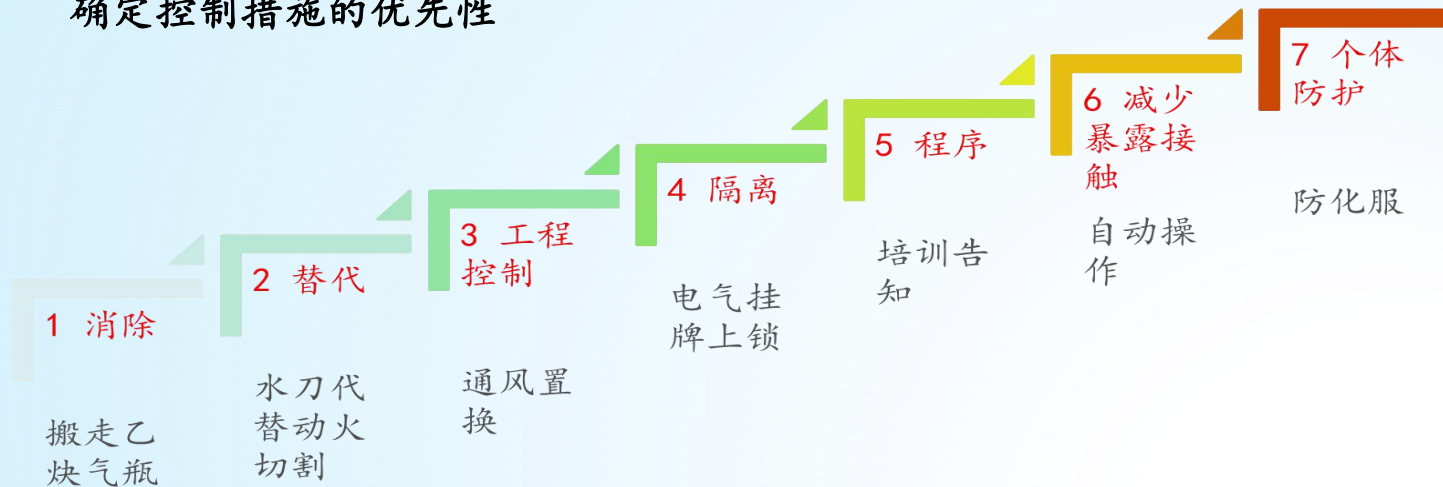 确定控制措施的优先性
1 消除
搬走乙
炔气瓶
2 替代
水刀代
替动火
切割
3 工程
控制
通风置
换
4 隔离
电气挂
牌上锁
5 程序
培训告
知
6 减少
暴露接
触
自动操
作
7 个体
防护
防化服